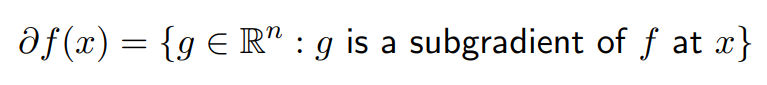 ∂f(x) = {g ∈ ℝⁿ : g is a subgradient of f at x}